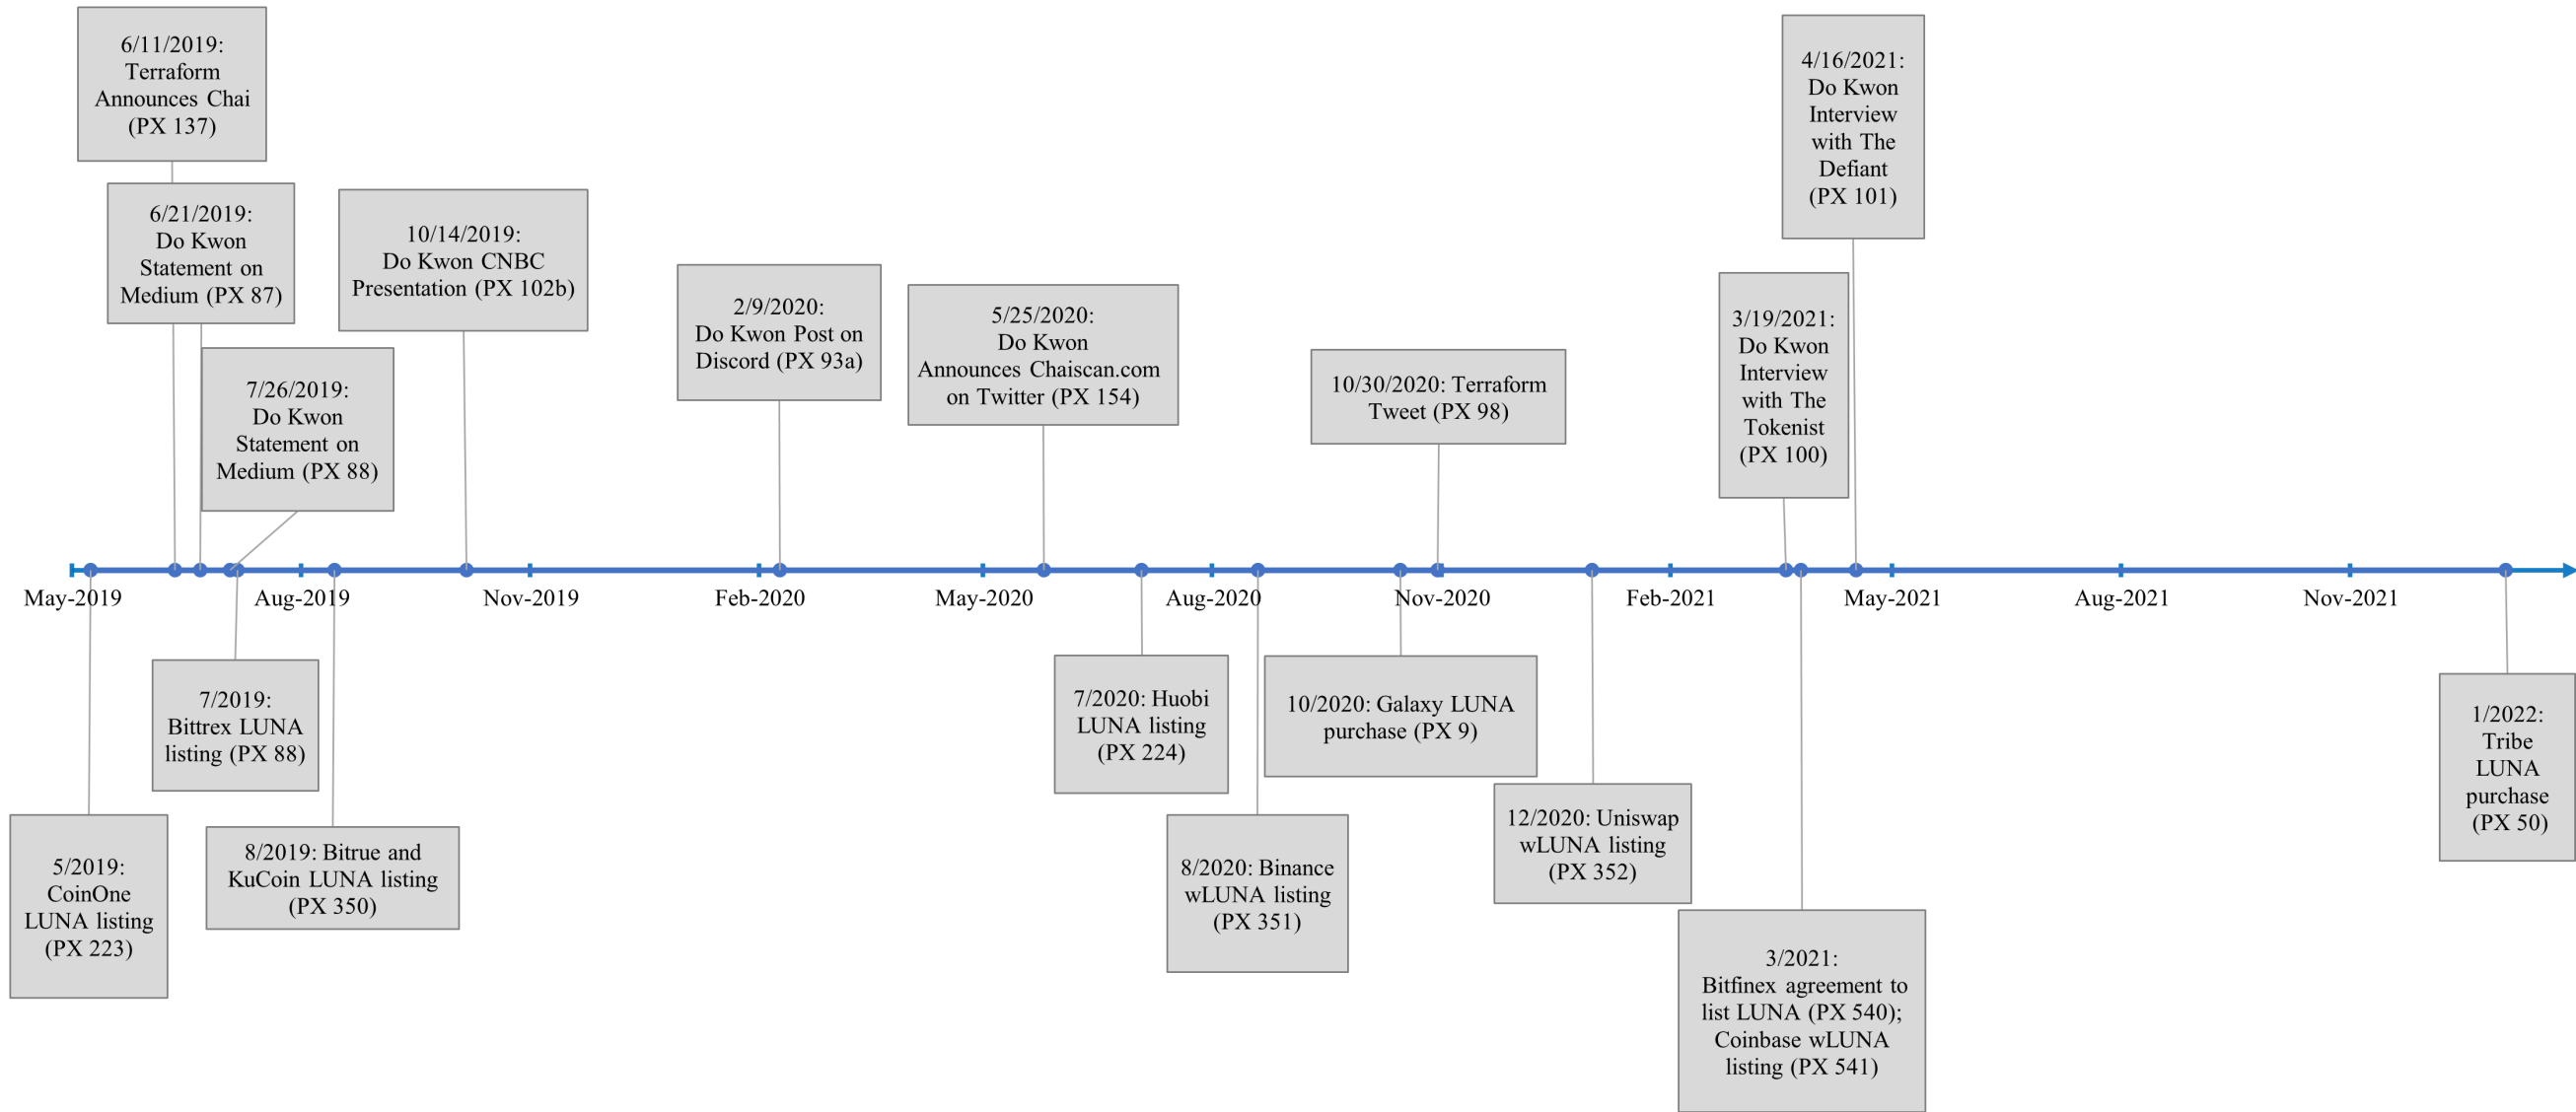 6/11/2019:
Terraform
Announces Chai
(PX 137)
6/21/2019:
Do Kwon
Statement on
Medium (PX 87)
7/26/2019:
Do Kwon
Statement on
Medium (PX 88)
10/14/2019:
Do Kwon CNBC
Presentation (PX 102b)
2/9/2020:
Do Kwon Post on
Discord (PX 93a)
5/25/2020:
Do Kwon
Announces Chaiscan.com
on Twitter (PX 154)
10/30/2020: Terraform
Tweet (PX 98)
3/19/2021:
Do Kwon
Interview
with The
Tokenist
(PX 100)
4/16/2021:
Do Kwon
Interview
with The
Defiant
(PX 101)
May-2019
Aug-2019
Nov-2019
Feb-2020
May-2020
Aug-2020
Nov-2020
Feb-2021
May-2021
Aug-2021
Nov-2021
5/2019:
CoinOne
LUNA listing
(PX 223)
7/2019:
Bittrex LUNA
listing (PX 88)
8/2019: Bitrue and
KuCoin LUNA listing
(PX 350)
7/2020: Huobi
LUNA listing
(PX 224)
8/2020: Binance
wLUNA listing
(PX 351)
10/2020: Galaxy LUNA
purchase (PX 9)
12/2020: Uniswap
wLUNA listing
(PX 352)
3/2021:
Bitfinex agreement to
list LUNA (PX 540);
Coinbase wLUNA
listing (PX 541)
1/2022:
Tribe
LUNA
purchase
(PX 50)